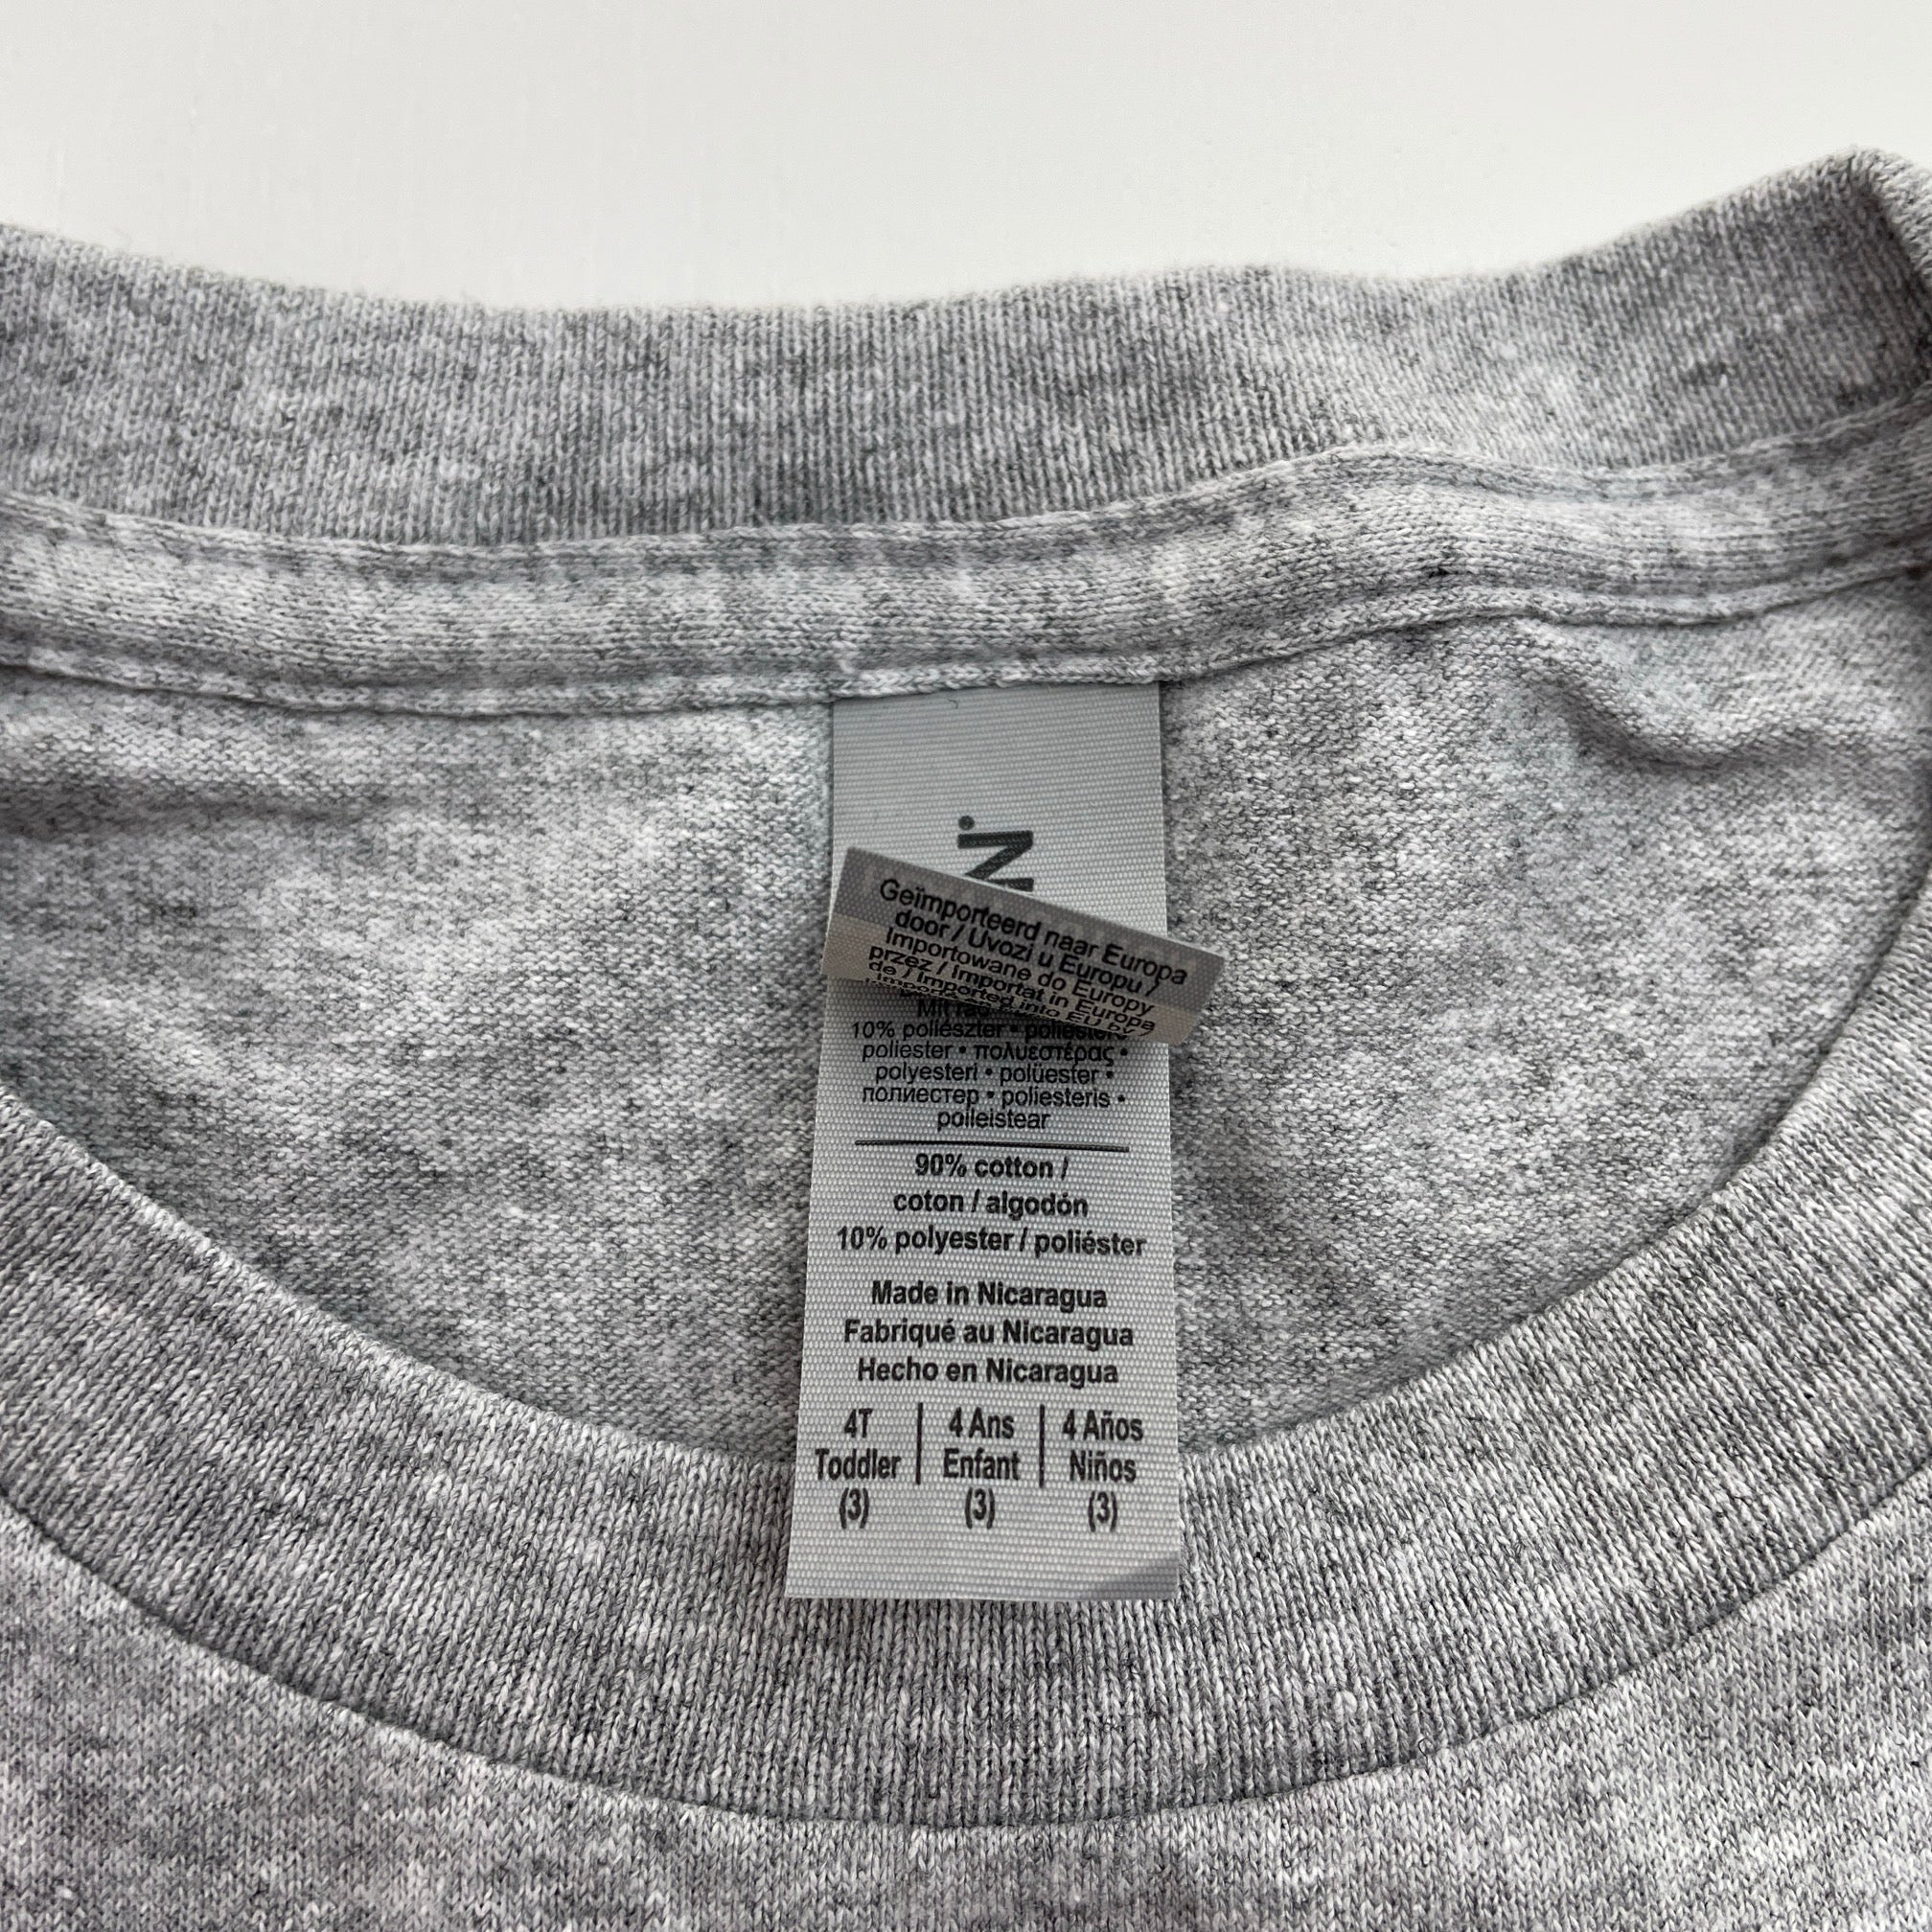 N.
Geïmporteerd naar Europa
door / Uvozi u Europu /
Importowane do Europy
przez / Importat in Europa
de / Imported into EU by
10% poliészter • poliestere
poliester • πολυεστέρας •
polyesteri • polüester •
полиестер • poliesteris •
poileistear
90% cotton /
coton / algodón
10% polyester / poliéster
Made in Nicaragua
Fabriqué au Nicaragua
Hecho en Nicaragua
4T | 4 Ans | 4 Años
Toddler | Enfant | Niños
(3) (3) (3)